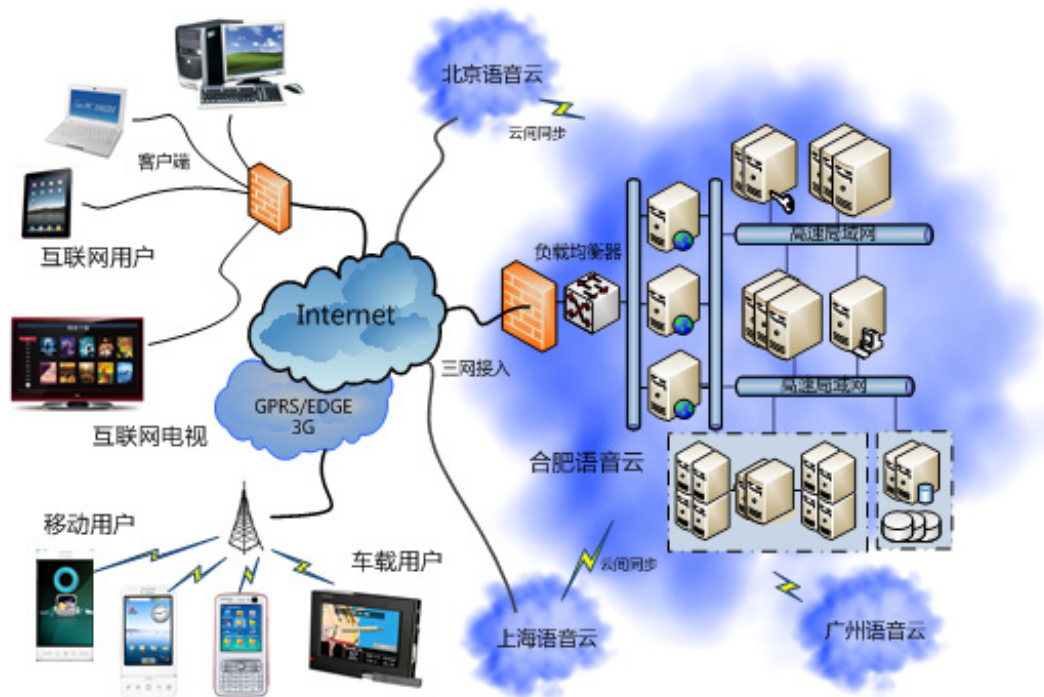 北京语音云
云间同步
客户端
互联网用户
负载均衡器
高速局域网
Internet
三网接入
高速局域网
GPRS/EDGE
3G
互联网电视
合肥语音云
移动用户
车载用户
云间同步
上海语音云
广州语音云